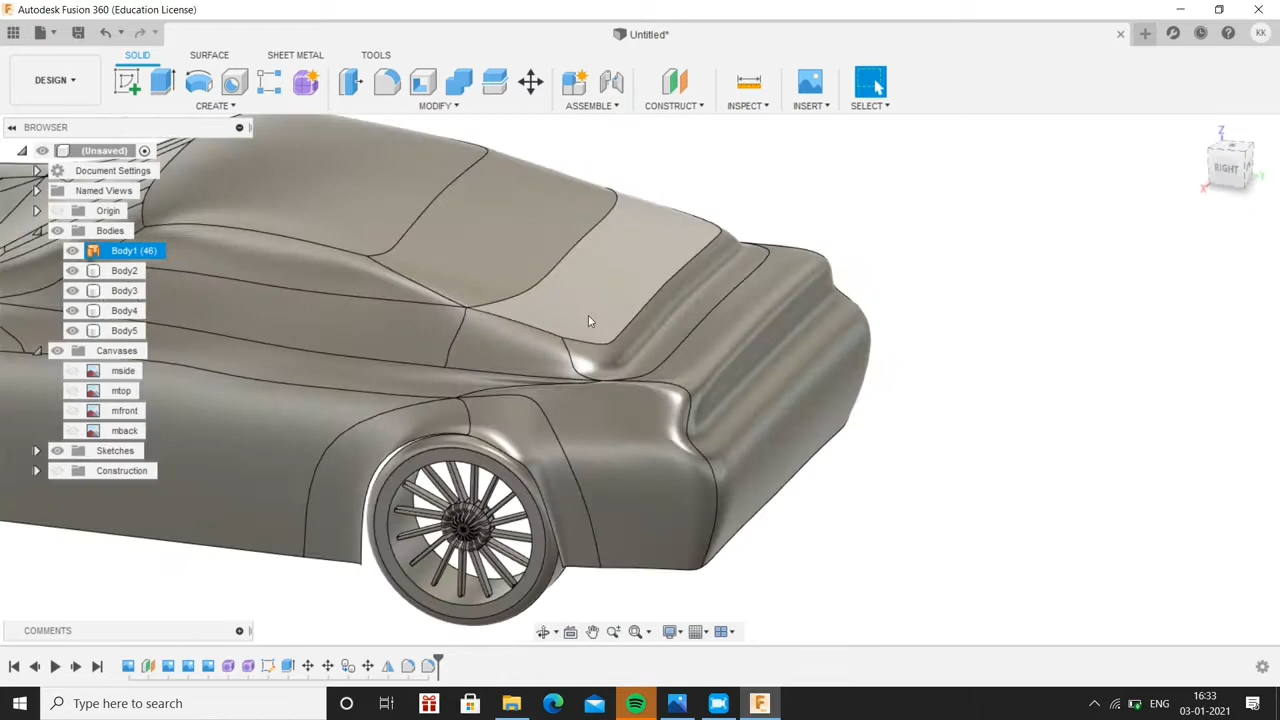 Autodesk Fusion 360 (Education License)
Untitled*
KK
DESIGN
SOLID
SURFACE
SHEET METAL
TOOLS
CREATE
MODIFY
ASSEMBLE
CONSTRUCT
INSPECT
INSERT
SELECT
BROWSER
(Unsaved)
Document Settings
Named Views
Origin
Bodies
Body1 (46)
Body2
Body3
Body4
Body5
Canvases
mside
mtop
mfront
mback
Sketches
Construction
Z
RIGHT
X
Y
COMMENTS
Type here to search
ENG
16:33
03-01-2021